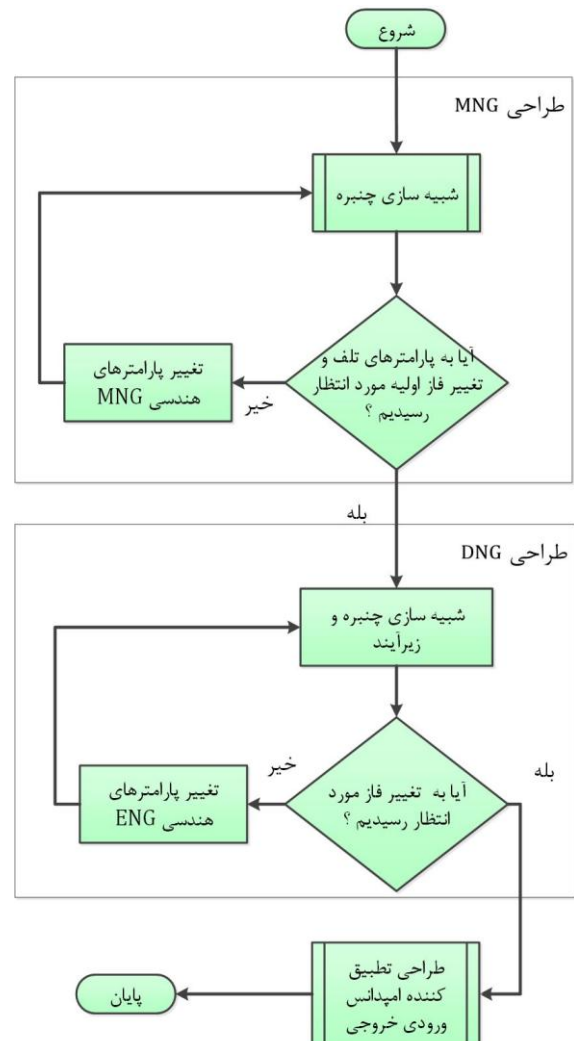 شروع
طراحی MNG
شبیه سازی چنبره
آیا به پارامترهای تلف و
تغییر فاز اولیه مورد انتظار
رسیدیم ؟
خیر
تغییر پارامترهای
هندسی MNG
بله
طراحی DNG
شبیه سازی چنبره و
زیرآیند
آیا به تغییر فاز مورد
انتظار رسیدیم ؟
خیر
تغییر پارامترهای
هندسی ENG
بله
طراحی تطبیق
کننده امپدانس
ورودی خروجی
پایان